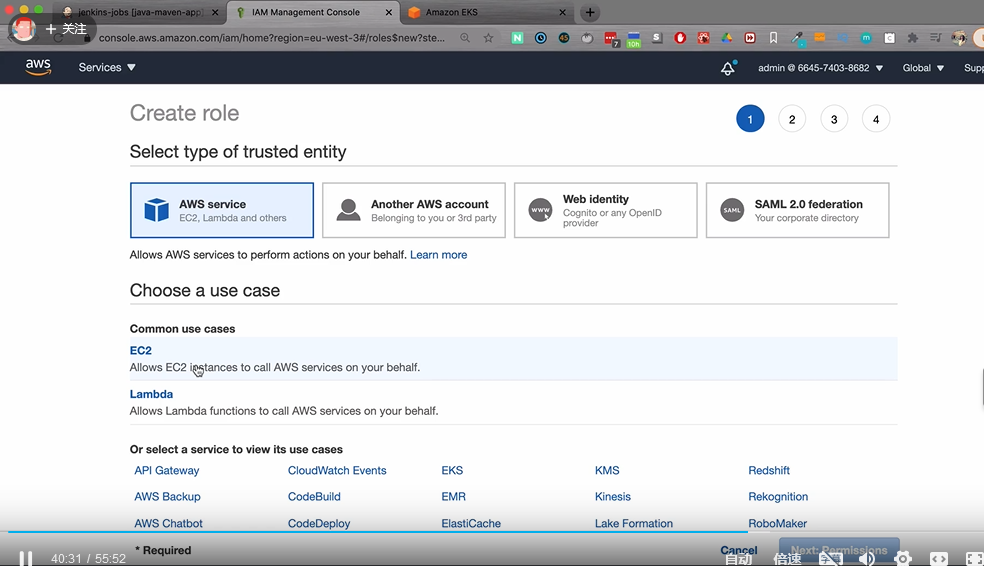 jenkins-jobs [java-maven-app]
IAM Management Console
Amazon EKS
+ 关注
console.aws.amazon.com/iam/home?region=eu-west-3#/roles$new?ste...
aws
Services
admin @ 6645-7403-8682
Global
Supp
Create role
1 2 3 4
Select type of trusted entity
AWS service
EC2, Lambda and others
Another AWS account
Belonging to you or 3rd party
www
Web identity
Cognito or any OpenID
provider
SAML
SAML 2.0 federation
Your corporate directory
Allows AWS services to perform actions on your behalf. Learn more
Choose a use case
Common use cases
EC2
Allows EC2 instances to call AWS services on your behalf.
Lambda
Allows Lambda functions to call AWS services on your behalf.
Or select a service to view its use cases
API Gateway CloudWatch Events EKS KMS Redshift
AWS Backup CodeBuild EMR Kinesis Rekognition
AWS Chatbot CodeDeploy ElastiCache Lake Formation RoboMaker
* Required
Cancel
Next: Permissions
40:31 / 55:52
自动
倍速